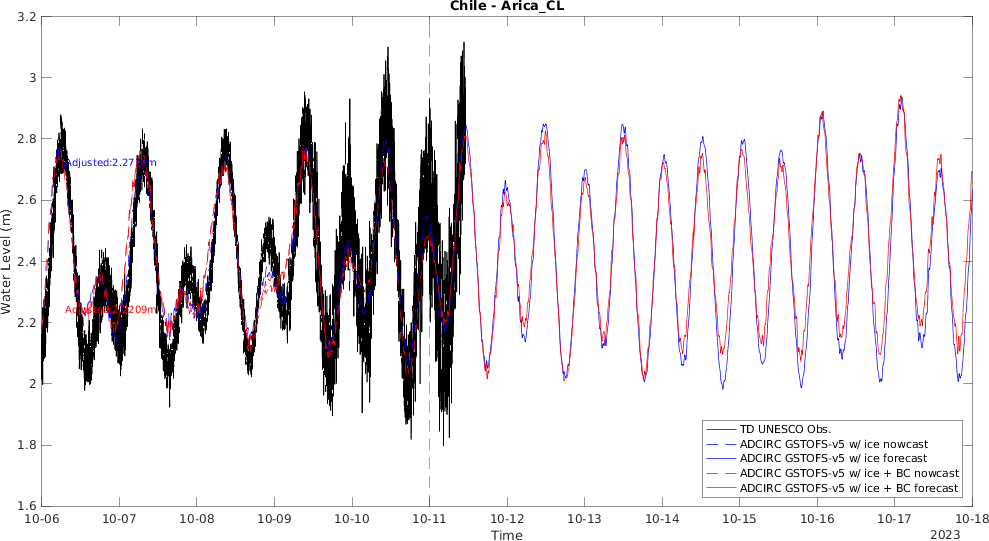 Chile - Arica_CL
3.2
3
2.8
2.6
2.4
2.2
2
1.8
1.6
Water Level (m)
TD UNESCO Obs.
ADCIRC GSTOFS-v5 w/ ice nowcast
ADCIRC GSTOFS-v5 w/ ice forecast
ADCIRC GSTOFS-v5 w/ ice + BC nowcast
ADCIRC GSTOFS-v5 w/ ice + BC forecast
10-06 10-07 10-08 10-09 10-10 10-11 10-12 10-13 10-14 10-15 10-16 10-17 10-18
Time
2023